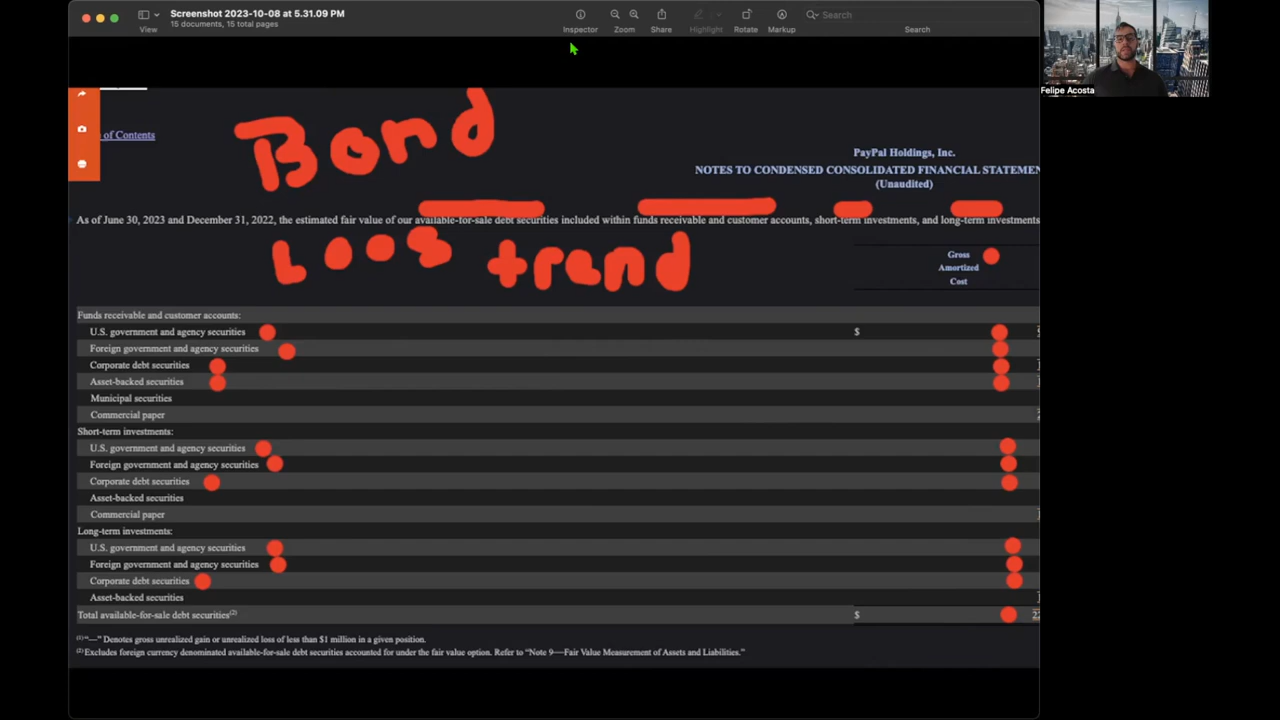 Screenshot 2023-10-08 at 5.31.09 PM
15 documents, 15 total pages
View
Inspector
Zoom
Share
Highlight
Rotate
Markup
Search
Search
Felipe Acosta
of Contents
Bond
PayPal Holdings, Inc.
NOTES TO CONDENSED CONSOLIDATED FINANCIAL STATEMEN
(Unaudited)
As of June 30, 2023 and December 31, 2022, the estimated fair value of our available-for-sale debt securities included within funds receivable and customer accounts, short-term investments, and long-term investments
Loos trend
Gross
Amortized
Cost
Funds receivable and customer accounts:
U.S. government and agency securities $
Foreign government and agency securities
Corporate debt securities
Asset-backed securities
Municipal securities
Commercial paper
Short-term investments:
U.S. government and agency securities
Foreign government and agency securities
Corporate debt securities
Asset-backed securities
Commercial paper
Long-term investments:
U.S. government and agency securities
Foreign government and agency securities
Corporate debt securities
Asset-backed securities
Total available-for-sale debt securities(2) $ 22
(1) “—” Denotes gross unrealized gain or unrealized loss of less than $1 million in a given position.
(2) Excludes foreign currency denominated available-for-sale debt securities accounted for under the fair value option. Refer to “Note 9—Fair Value Measurement of Assets and Liabilities.”